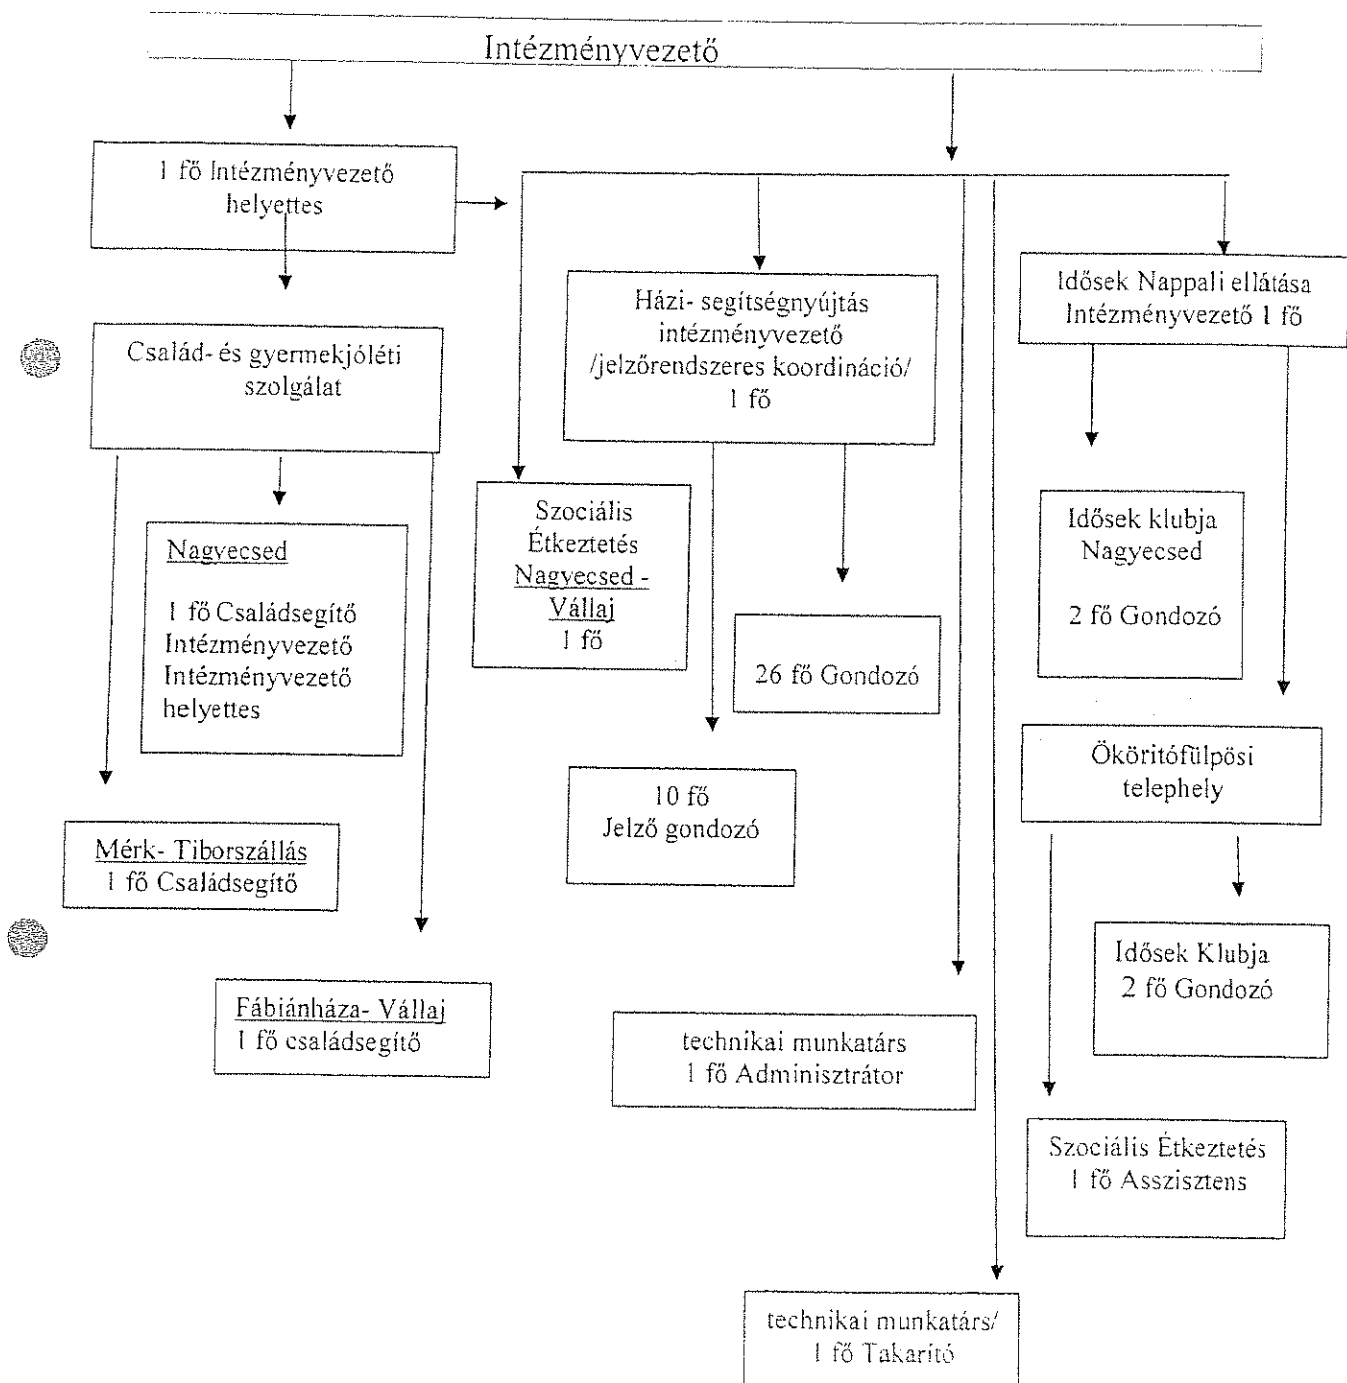 Intézményvezető
1 fő Intézményvezető
helyettes
Család- és gyermekjóléti
szolgálat
Nagyecsed
1 fő Családsegítő
Intézményvezető
Intézményvezető
helyettes
Mérk- Tiborszállás
1 fő Családsegítő
Fábiánháza- Vállaj
1 fő családsegítő
Szociális
Étkeztetés
Nagyecsed -
Vállaj
1 fő
Házi- segítségnyújtás
intézményvezető
/jelzőrendszeres koordináció/
1 fő
26 fő Gondozó
10 fő
Jelző gondozó
technikai munkatárs
1 fő Adminisztrátor
technikai munkatárs/
1 fő Takarító
Idősek Nappali ellátása
Intézményvezető 1 fő
Idősek klubja
Nagyecsed
2 fő Gondozó
Ököritófülpösi
telephely
Idősek Klubja
2 fő Gondozó
Szociális Étkeztetés
1 fő Asszisztens